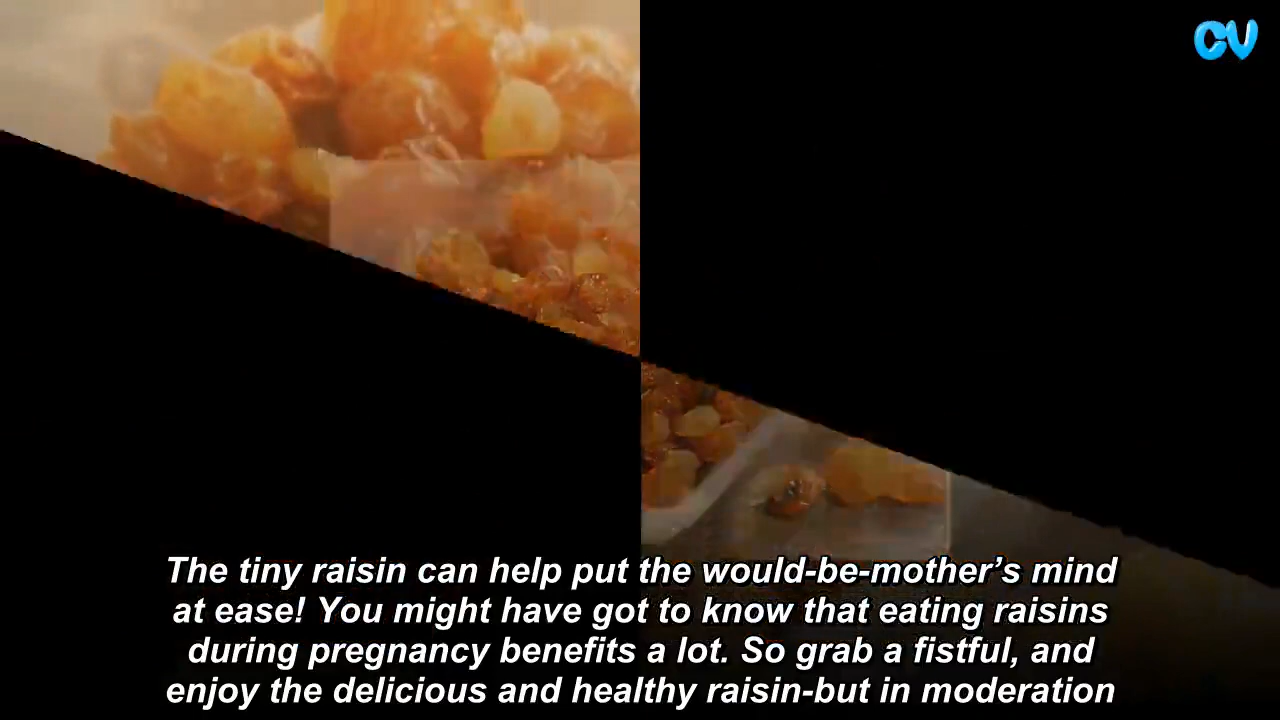 CV
The tiny raisin can help put the would-be-mother’s mind
at ease! You might have got to know that eating raisins
during pregnancy benefits a lot. So grab a fistful, and
enjoy the delicious and healthy raisin-but in moderation